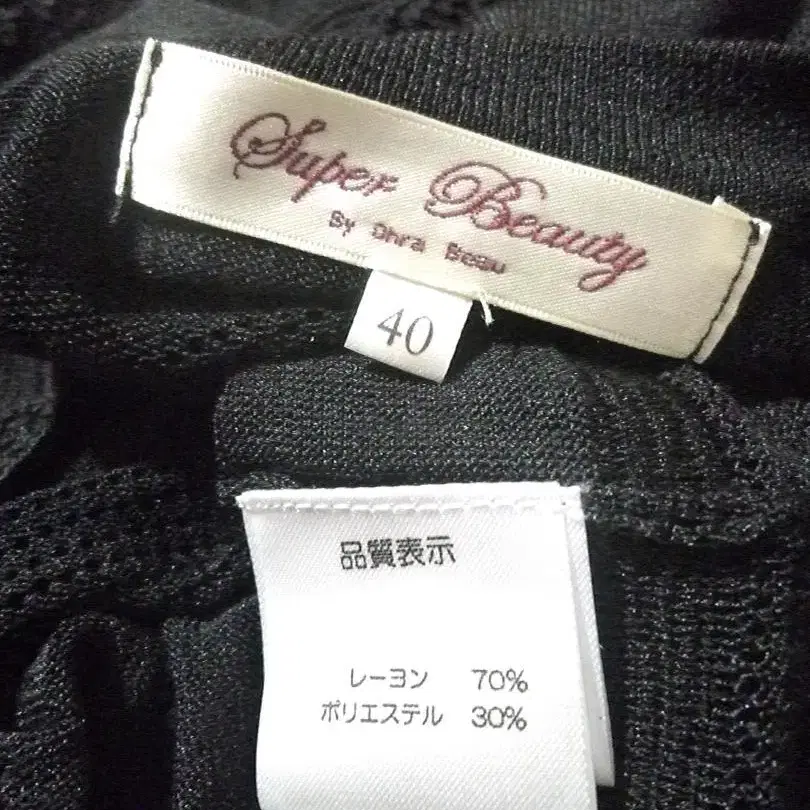 Super Beauty
By Ohra Beau
40
品質表示
レーヨン 70%
ポリエステル 30%